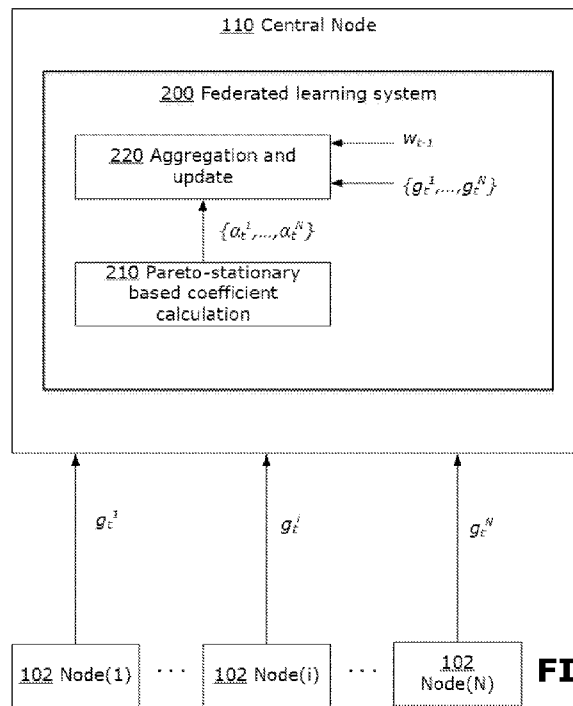 110 Central Node
200 Federated learning system
220 Aggregation and
update
w_{t-1}
{g_t^1,...,g_t^N}
{α_t^1,...,α_t^N}
210 Pareto-stationary
based coefficient
calculation
g_t^1
g_t^i
g_t^N
102 Node(1) ... 102 Node(i) ... 102
Node(N)
FI